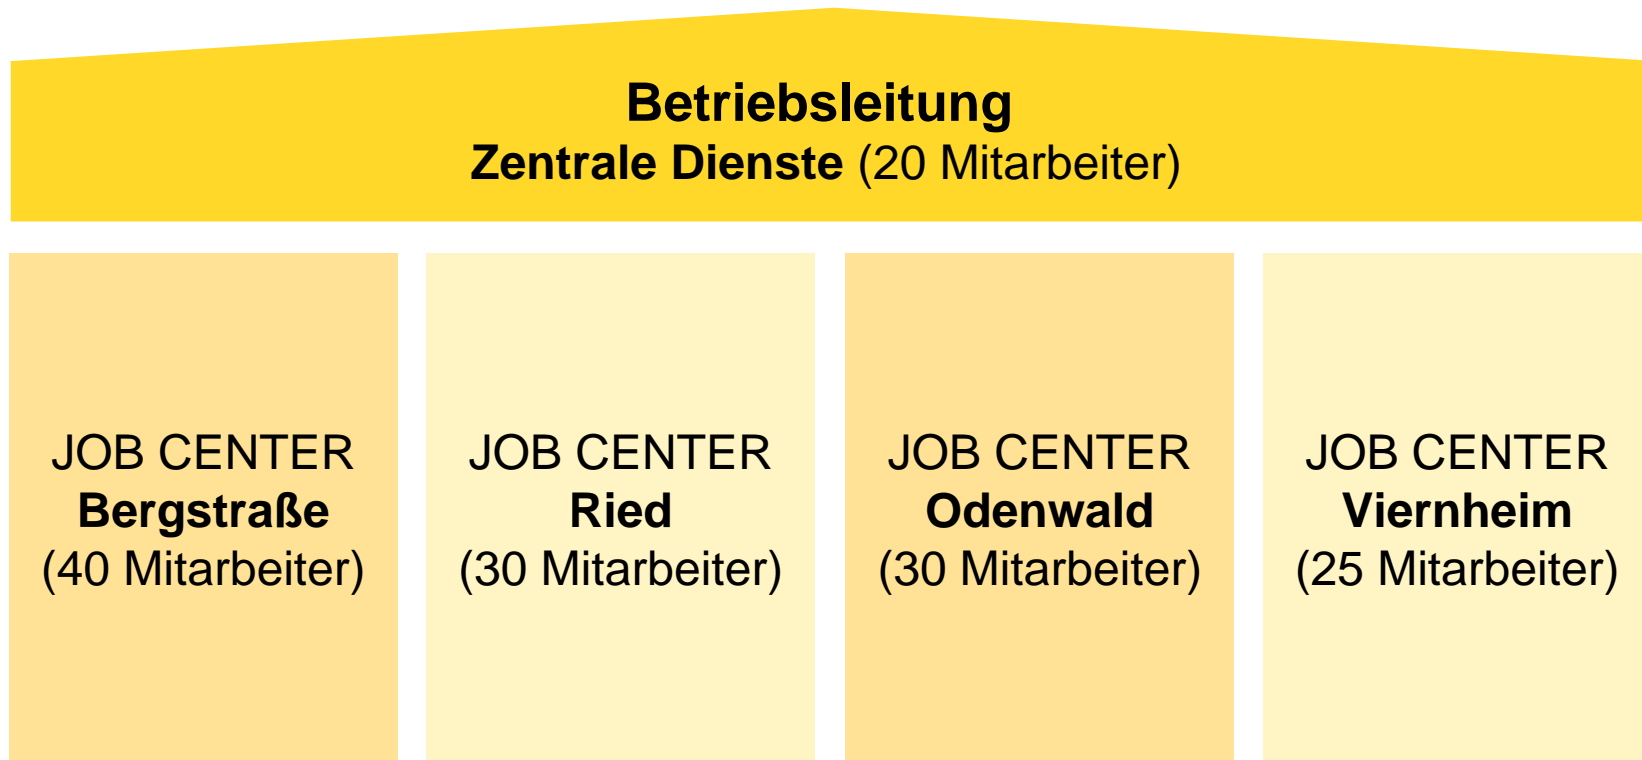 Betriebsleitung
Zentrale Dienste (20 Mitarbeiter)
JOB CENTER
Bergstraße
(40 Mitarbeiter)
JOB CENTER
Ried
(30 Mitarbeiter)
JOB CENTER
Odenwald
(30 Mitarbeiter)
JOB CENTER
Viernheim
(25 Mitarbeiter)